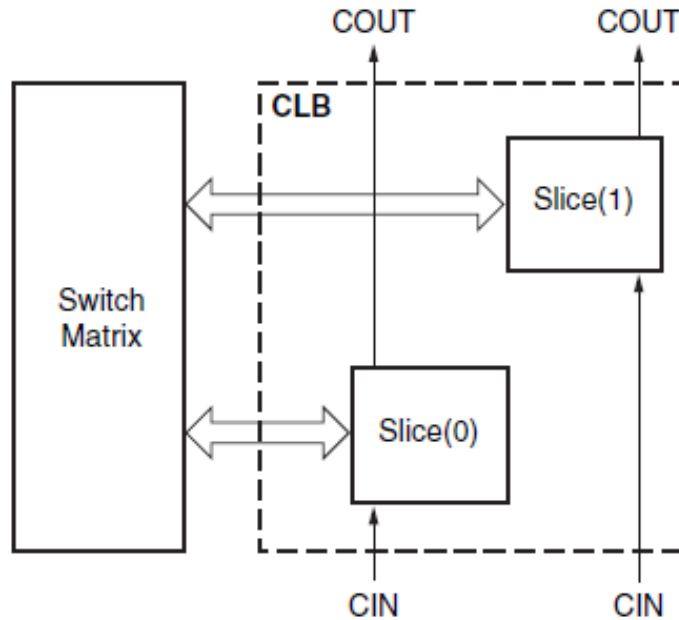 COUT
COUT
CLB
Slice(1)
Switch
Matrix
Slice(0)
CIN
CIN